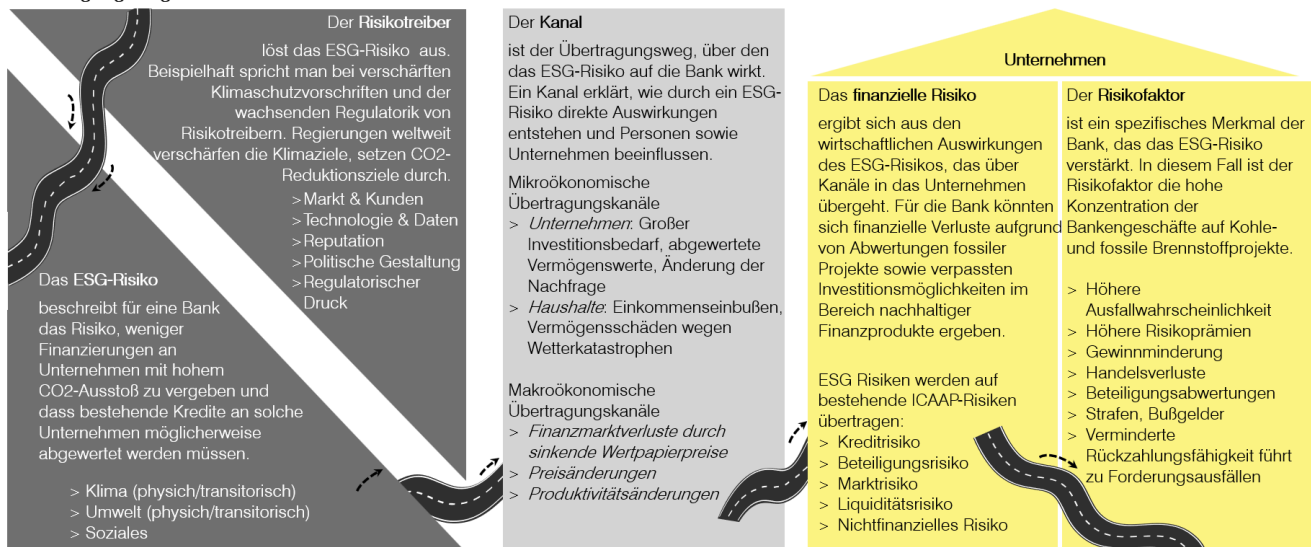 Der Risikotreiber
löst das ESG-Risiko aus.
Beispielhaft spricht man bei verschärften
Klimaschutzvorschriften und der
wachsenden Regulatorik von
Risikotreibern. Regierungen weltweit
verschärfen die Klimaziele, setzen CO2-
Reduktionsziele durch.
>Markt & Kunden
>Technologie & Daten
>Reputation
>Politische Gestaltung
>Regulatorischer
Druck
Das ESG-Risiko
beschreibt für eine Bank
das Risiko, weniger
Finanzierungen an
Unternehmen mit hohem
CO2-Ausstoß zu vergeben und
dass bestehende Kredite an solche
Unternehmen möglicherweise
abgewertet werden müssen.
> Klima (physich/transitorisch)
> Umwelt (physich/transitorisch)
> Soziales
Der Kanal
ist der Übertragungsweg, über den
das ESG-Risiko auf die Bank wirkt.
Ein Kanal erklärt, wie durch ein ESG-
Risiko direkte Auswirkungen
entstehen und Personen sowie
Unternehmen beeinflussen.
Mikroökonomische
Übertragungskanäle
> Unternehmen: Großer
Investitionsbedarf, abgewertete
Vermögenswerte, Änderung der
Nachfrage
> Haushalte: Einkommenseinbußen,
Vermögensschäden wegen
Wetterkatastrophen
Makroökonomische
Übertragungskanäle
> Finanzmarktverluste durch
sinkende Wertpapierpreise
> Preisänderungen
> Produktivitätsänderungen
Unternehmen
Das finanzielle Risiko
ergibt sich aus den
wirtschaftlichen Auswirkungen
des ESG-Risikos, das über
Kanäle in das Unternehmen
übergeht. Für die Bank könnten
sich finanzielle Verluste aufgrund
von Abwertungen fossiler
Projekte sowie verpassten
Investitionsmöglichkeiten im
Bereich nachhaltiger
Finanzprodukte ergeben.
ESG Risiken werden auf
bestehende ICAAP-Risiken
übertragen:
> Kreditrisiko
> Beteiligungsrisiko
> Marktrisiko
> Liquiditätsrisiko
> Nichtfinanzielles Risiko
Der Risikofaktor
ist ein spezifisches Merkmal der
Bank, das das ESG-Risiko
verstärkt. In diesem Fall ist der
Risikofaktor die hohe
Konzentration der
Bankengeschäfte auf Kohle-
und fossile Brennstoffprojekte.
> Höhere
Ausfallwahrscheinlichkeit
> Höhere Risikoprämien
> Gewinnminderung
> Handelsverluste
> Beteiligungsabwertungen
> Strafen, Bußgelder
> Verminderte
Rückzahlungsfähigkeit führt
zu Forderungsausfällen